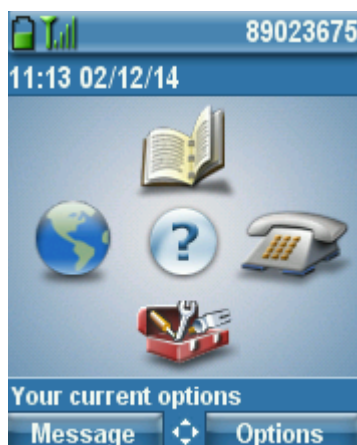 89023675
11:13 02/12/14
?
Your current options
Message Options